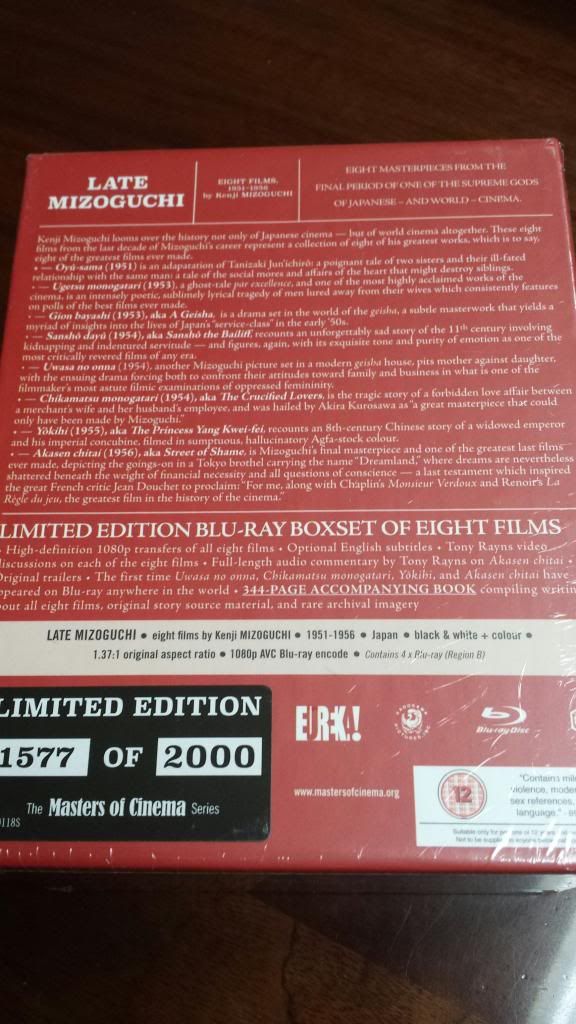 LATE
MIZOGUCHI
EIGHT FILMS,
1951-1956
by Kenji MIZOGUCHI
EIGHT MASTERPIECES FROM THE
FINAL PERIOD OF ONE OF THE SUPREME GODS
OF JAPANESE – AND WORLD – CINEMA.
Kenji Mizoguchi looms over the history not only of Japanese cinema — but of world cinema altogether. These eight
films from the last decade of Mizoguchi's career represent a collection of eight of his greatest works, which is to say,
eight of the greatest films ever made.
• — Oyû-sama (1951) is an adaptation of Tanizaki Jun'ichirô: a poignant tale of two sisters and their ill-fated
relationship with the same man: a tale of the social mores and affairs of the heart that might destroy siblings.
• — Ugetsu monogatari (1953), a ghost-tale par excellence, and one of the most highly acclaimed works of the
cinema, is an intensely poetic, sublimely lyrical tragedy of men lured away from their wives which consistently features
on polls of the best films ever made.
• — Gion bayashi (1953), aka A Geisha, is a drama set in the world of the geisha, a subtle masterwork that yields a
myriad of insights into the lives of Japan's "service-class" in the early '50s.
• — Sanshô dayû (1954), aka Sanshô the Bailiff, recounts an unforgettably sad story of the 11th century involving
kidnapping and indentured servitude — and figures, again, with its exquisite tone and purity of emotion as one of the
most critically revered films of any era.
• — Uwasa no onna (1954), another Mizoguchi picture set in a modern geisha house, pits mother against daughter,
with the ensuing drama forcing both to confront their attitudes toward family and business in what is one of the
filmmaker's most astute filmic examinations of oppressed femininity.
• — Chikamatsu monogatari (1954), aka The Crucified Lovers, is the tragic story of a forbidden love affair between
a merchant's wife and her husband's employee, and was hailed by Akira Kurosawa as "a great masterpiece that could
only have been made by Mizoguchi."
• — Yôkihi (1955), aka The Princess Yang Kwei-fei, recounts an 8th-century Chinese story of a widowed emperor
and his imperial concubine, filmed in sumptuous, hallucinatory Agfa-stock colour.
• — Akasen chitai (1956), aka Street of Shame, is Mizoguchi's final masterpiece and one of the greatest last films
ever made, depicting the goings-on in a Tokyo brothel carrying the name "Dreamland," where dreams are nevertheless
shattered beneath the weight of financial necessity and all questions of conscience — a last testament which inspired
the great French critic Jean Douchet to proclaim: "For me, along with Chaplin's Monsieur Verdoux and Renoir's La
Règle du jeu, the greatest film in the history of the cinema."
LIMITED EDITION BLU-RAY BOXSET OF EIGHT FILMS
• High-definition 1080p transfers of all eight films • Optional English subtitles • Tony Rayns video
discussions on each of the eight films • Full-length audio commentary by Tony Rayns on Akasen chitai •
Original trailers • The first time Uwasa no onna, Chikamatsu monogatari, Yôkihi, and Akasen chitai have
appeared on Blu-ray anywhere in the world • 344-PAGE ACCOMPANYING BOOK compiling writin
bout all eight films, original story source material, and rare archival imagery
LATE MIZOGUCHI • eight films by Kenji MIZOGUCHI • 1951-1956 • Japan • black & white + colour •
1.37:1 original aspect ratio • 1080p AVC Blu-ray encode • Contains 4 x Blu-ray (Region B)
LIMITED EDITION
1577 OF 2000
The Masters of Cinema Series
0118S
EUREKA!
KADOKAWA
PICTURES, INC.
Blu-ray Disc
www.mastersofcinema.org
12
"Contains mil
violence, mode
sex references,
language."
Suitable only for persons of 12 years
Not to be supplied